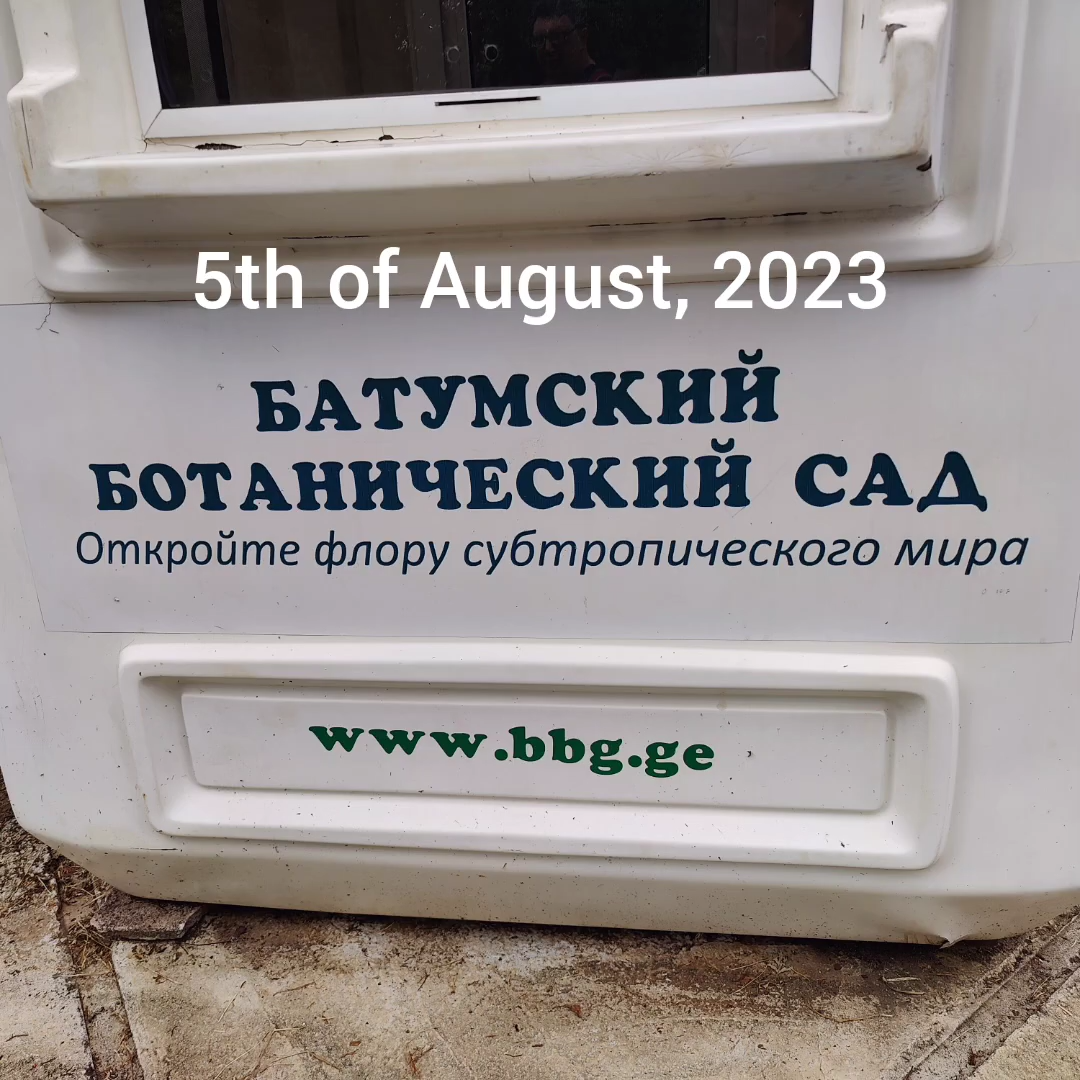 5th of August, 2023
БАТУМСКИЙ
БОТАНИЧЕСКИЙ САД
Откройте флору субтропического мира
www.bbg.ge